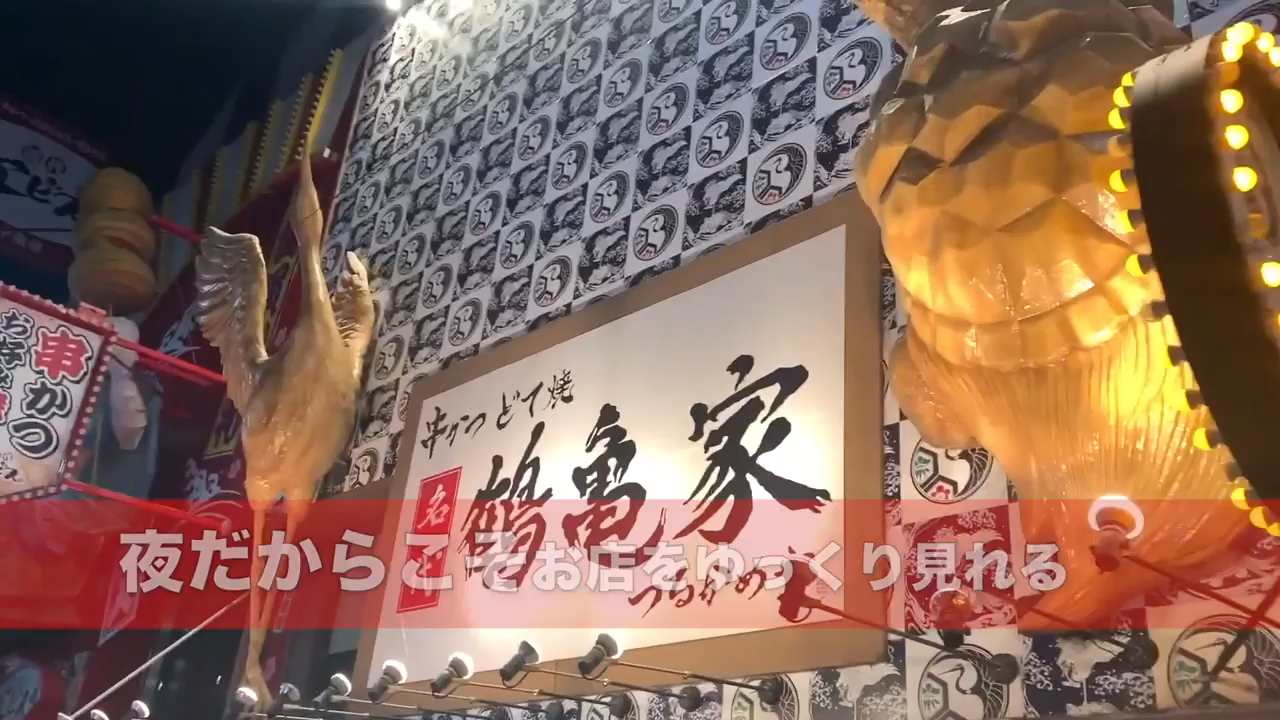 串かつ どて焼
名代
鶴亀家
つるかめや
串かつ
夜だからこそお店をゆっくり見れる